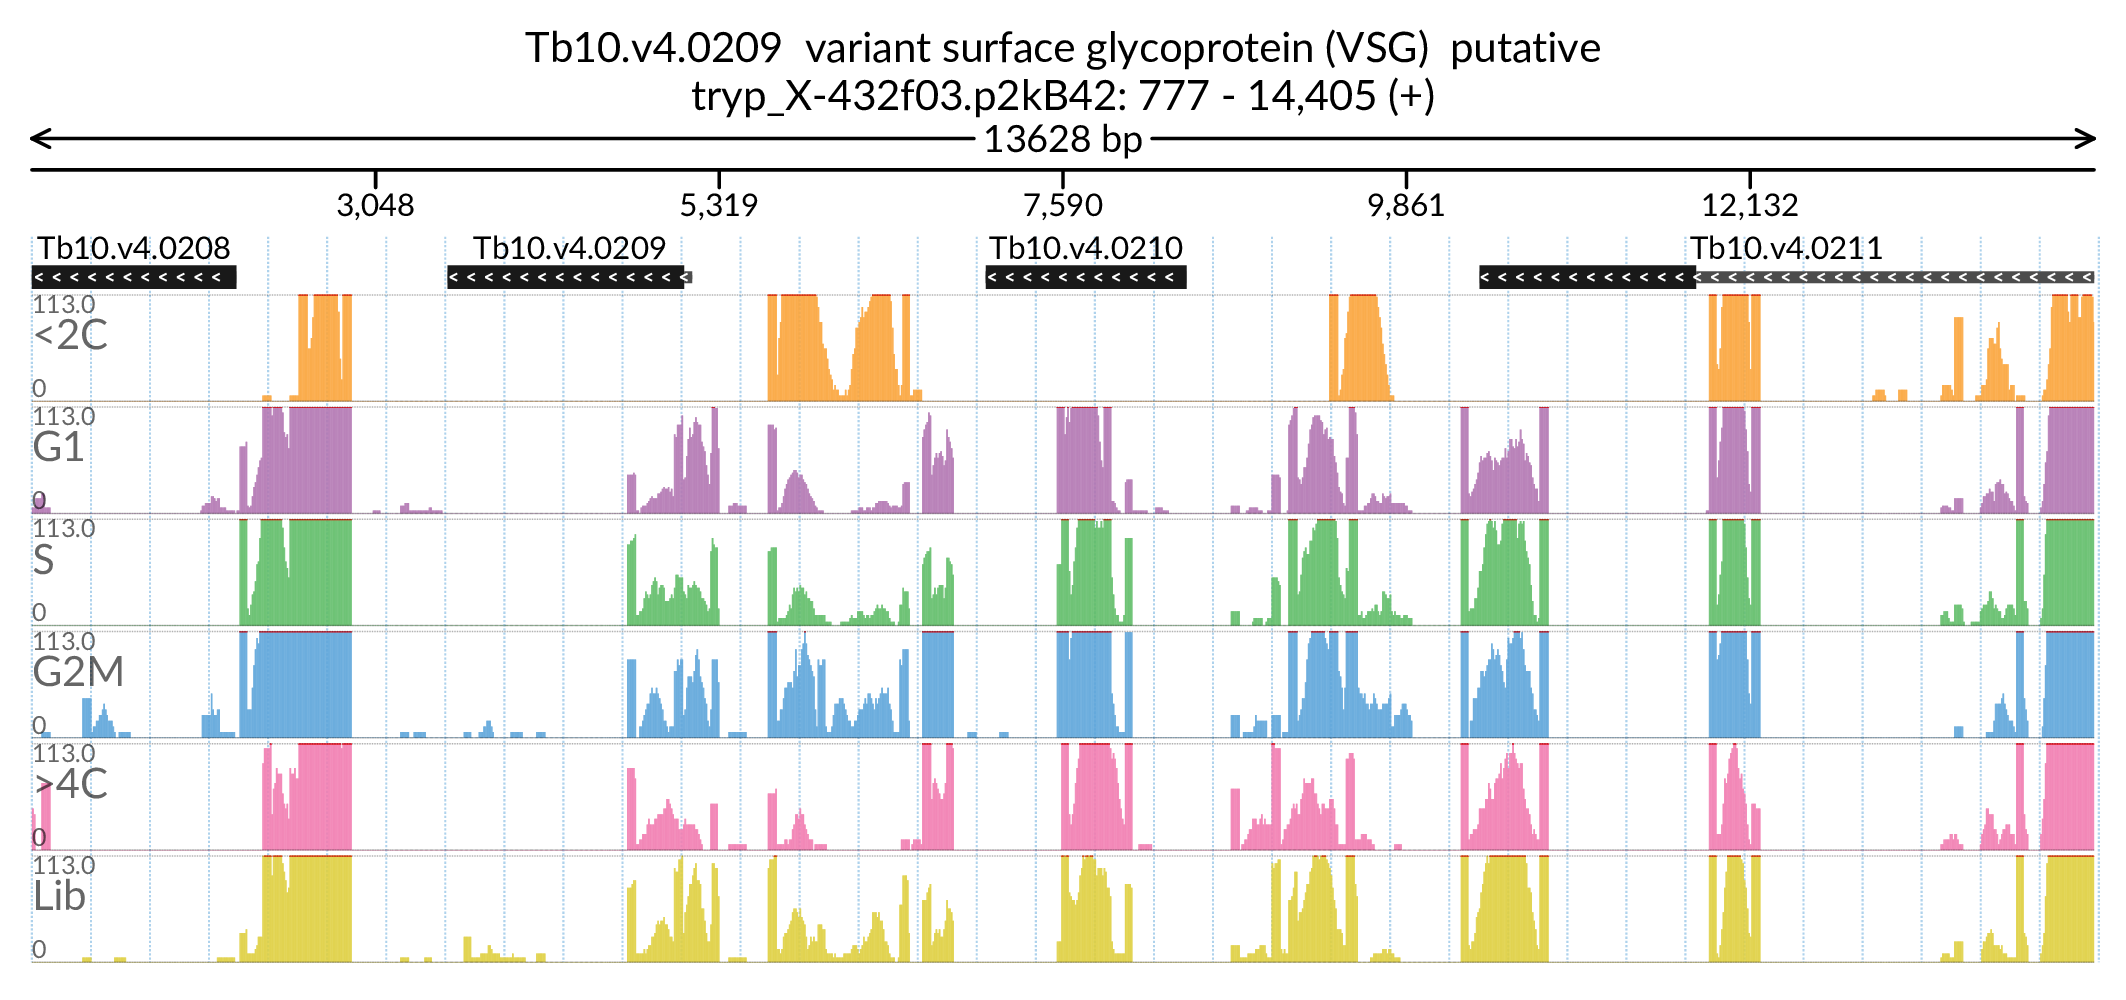 Tb10.v4.0209 variant surface glycoprotein (VSG) putative
tryp_X-432f03.p2kB42: 777 - 14,405 (+)
13628 bp
3,048 5,319 7,590 9,861 12,132
Tb10.v4.0208 Tb10.v4.0209 Tb10.v4.0210 Tb10.v4.0211
113.0
<2C
0
113.0
G1
0
113.0
S
0
113.0
G2M
0
113.0
>4C
0
113.0
Lib
0